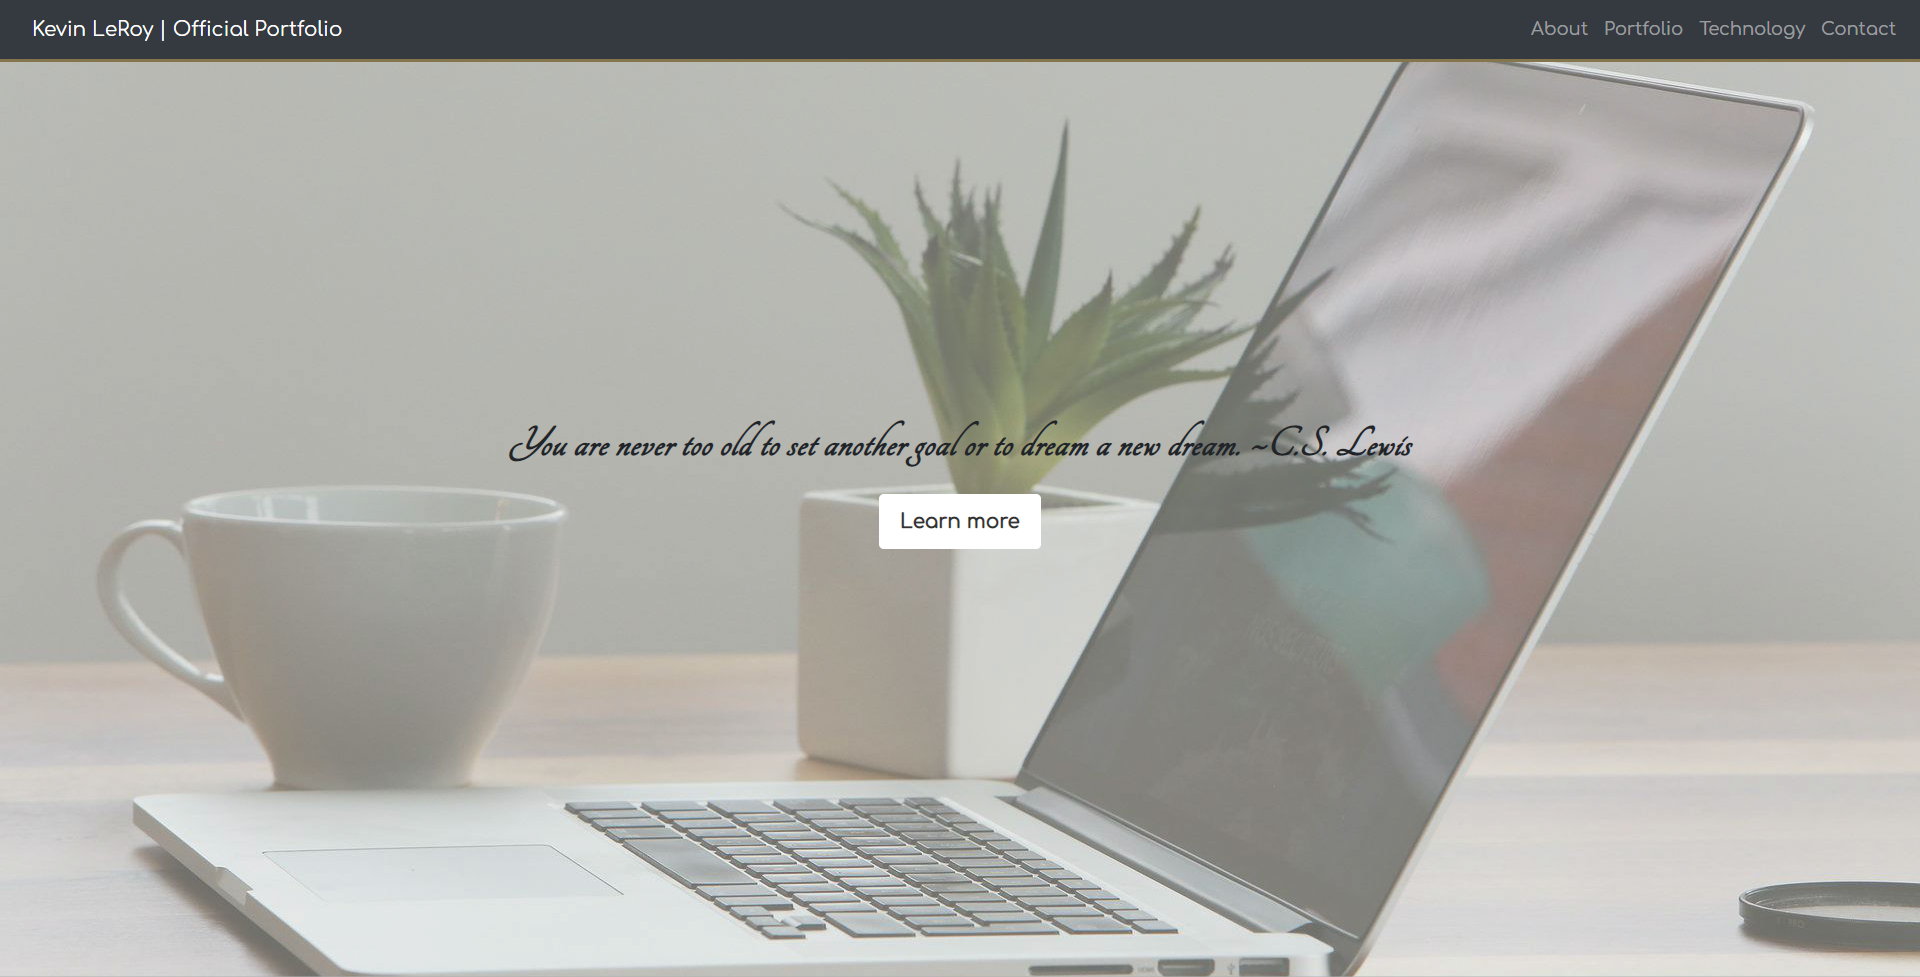 Kevin LeRoy | Official Portfolio
About Portfolio Technology Contact
You are never too old to set another goal or to dream a new dream. ~C.S. Lewis
Learn more